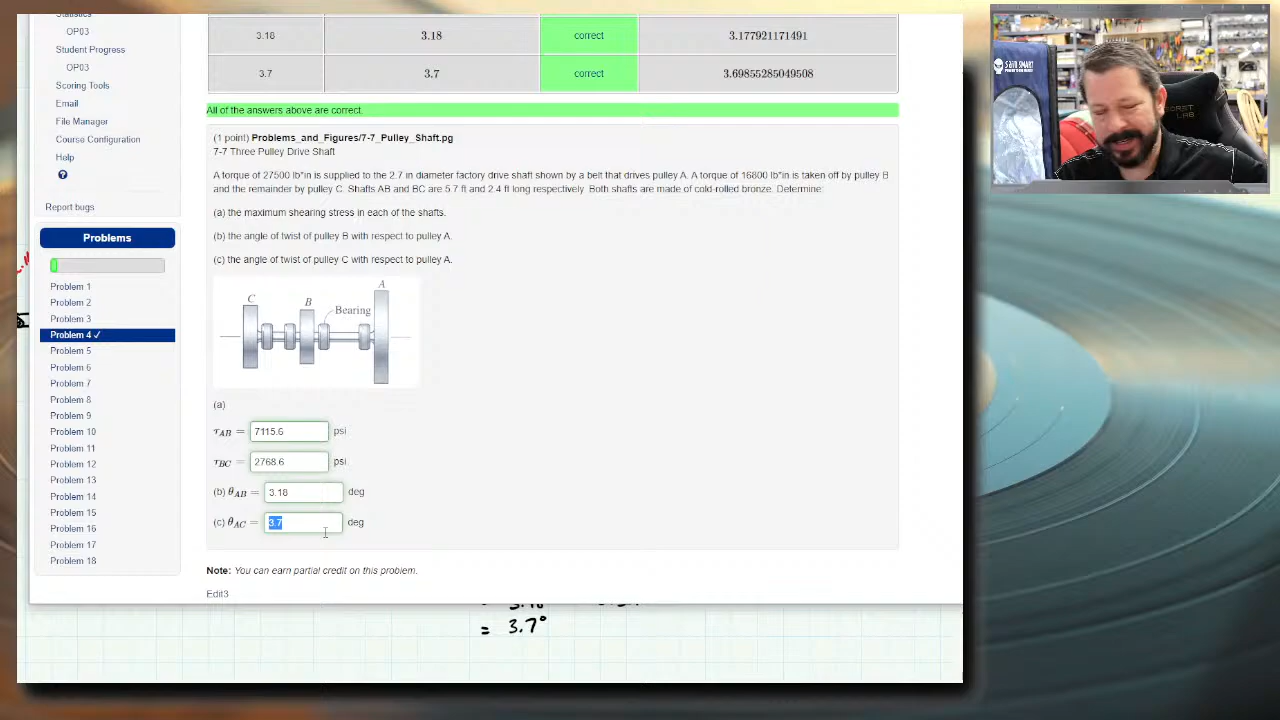 Statistics
OP03
Student Progress
OP03
Scoring Tools
Email
File Manager
Course Configuration
Help
Report bugs
Problems
Problem 1
Problem 2
Problem 3
Problem 4 ✓
Problem 5
Problem 6
Problem 7
Problem 8
Problem 9
Problem 10
Problem 11
Problem 12
Problem 13
Problem 14
Problem 15
Problem 16
Problem 17
Problem 18
3.18 3.18 correct 3.177921171491
3.7 3.7 correct 3.69855285049508
All of the answers above are correct.
(1 point) Problems_and_Figures/7-7_Pulley_Shaft.pg
7-7 Three Pulley Drive Shaft
A torque of 27500 lb*in is supplied to the 2.7 in diameter factory drive shaft shown by a belt that drives pulley A. A torque of 16800 lb*in is taken off by pulley B
and the remainder by pulley C. Shafts AB and BC are 5.7 ft and 2.4 ft long respectively. Both shafts are made of cold-rolled bronze. Determine:
(a) the maximum shearing stress in each of the shafts.
(b) the angle of twist of pulley B with respect to pulley A.
(c) the angle of twist of pulley C with respect to pulley A.
C B A
Bearing
(a)
τAB = 7115.6 psi
τBC = 2768.6 psi
(b) θAB = 3.18 deg
(c) θAC = 3.7 deg
Note: You can earn partial credit on this problem.
Edit3
= 3.7°